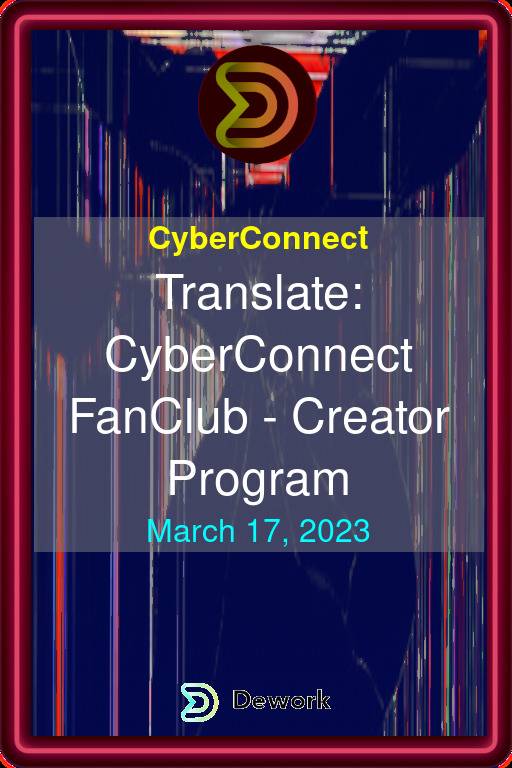 CyberConnect
Translate:
CyberConnect
FanClub - Creator
Program
March 17, 2023
Dework